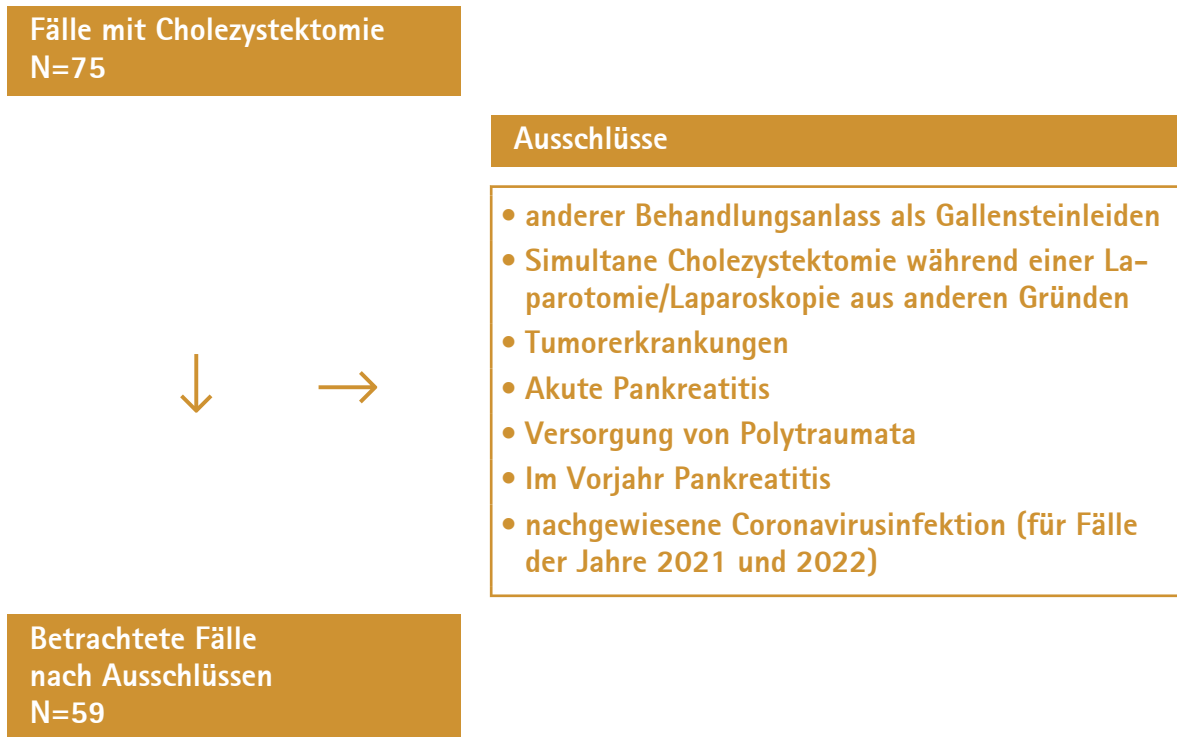 Fälle mit Cholezystektomie
N=75
Ausschlüsse
• anderer Behandlungsanlass als Gallensteinleiden
• Simultane Cholezystektomie während einer La-
parotomie/Laparoskopie aus anderen Gründen
• Tumorerkrankungen
• Akute Pankreatitis
• Versorgung von Polytraumata
• Im Vorjahr Pankreatitis
• nachgewiesene Coronavirusinfektion (für Fälle
der Jahre 2021 und 2022)
Betrachtete Fälle
nach Ausschlüssen
N=59